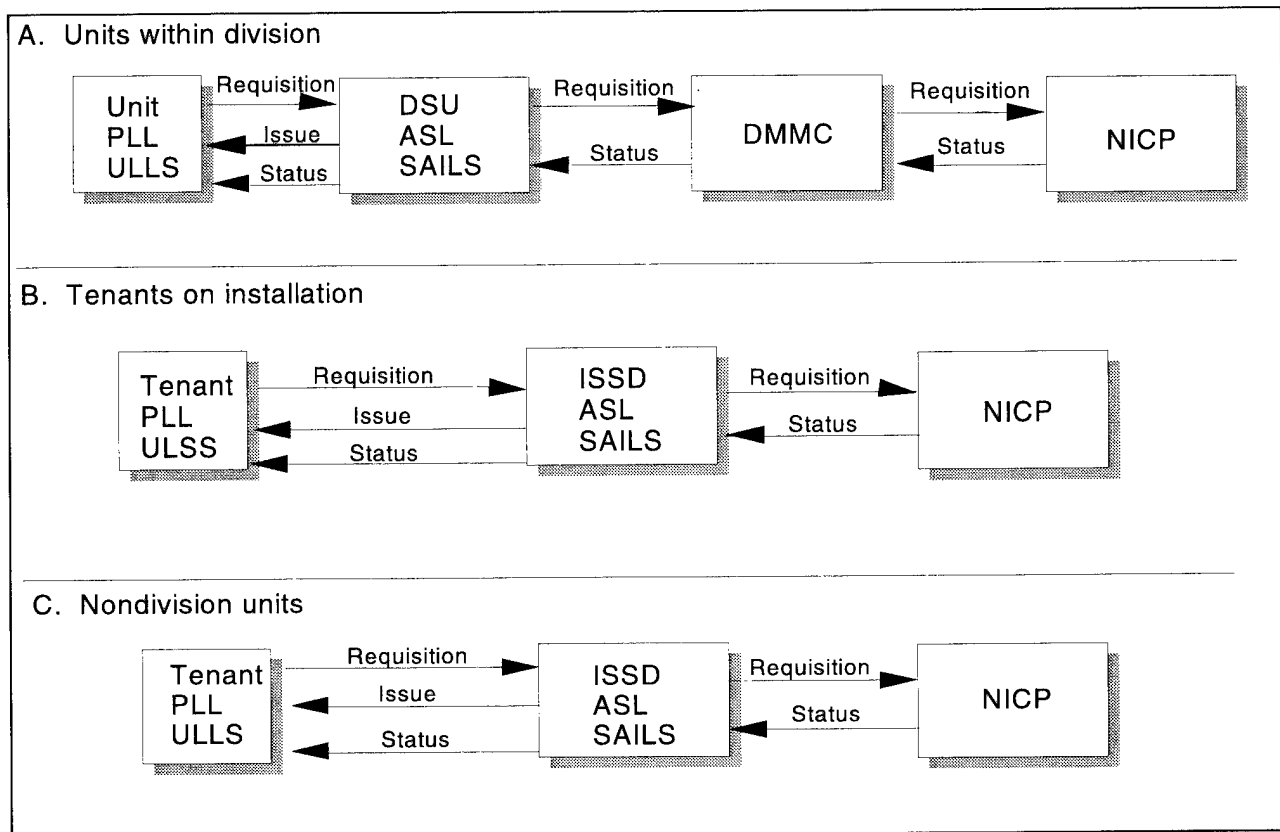 A. Units within division
Requisition
Requisition
Requisition
Unit
PLL
ULLS
Issue
Status
DSU
ASL
SAILS
Status
DMMC
Status
NICP
B. Tenants on installation
Tenant
PLL
ULSS
Requisition
Issue
Status
ISSD
ASL
SAILS
Requisition
Status
NICP
C. Nondivision units
Tenant
PLL
ULLS
Requisition
Issue
Status
ISSD
ASL
SAILS
Requisition
Status
NICP